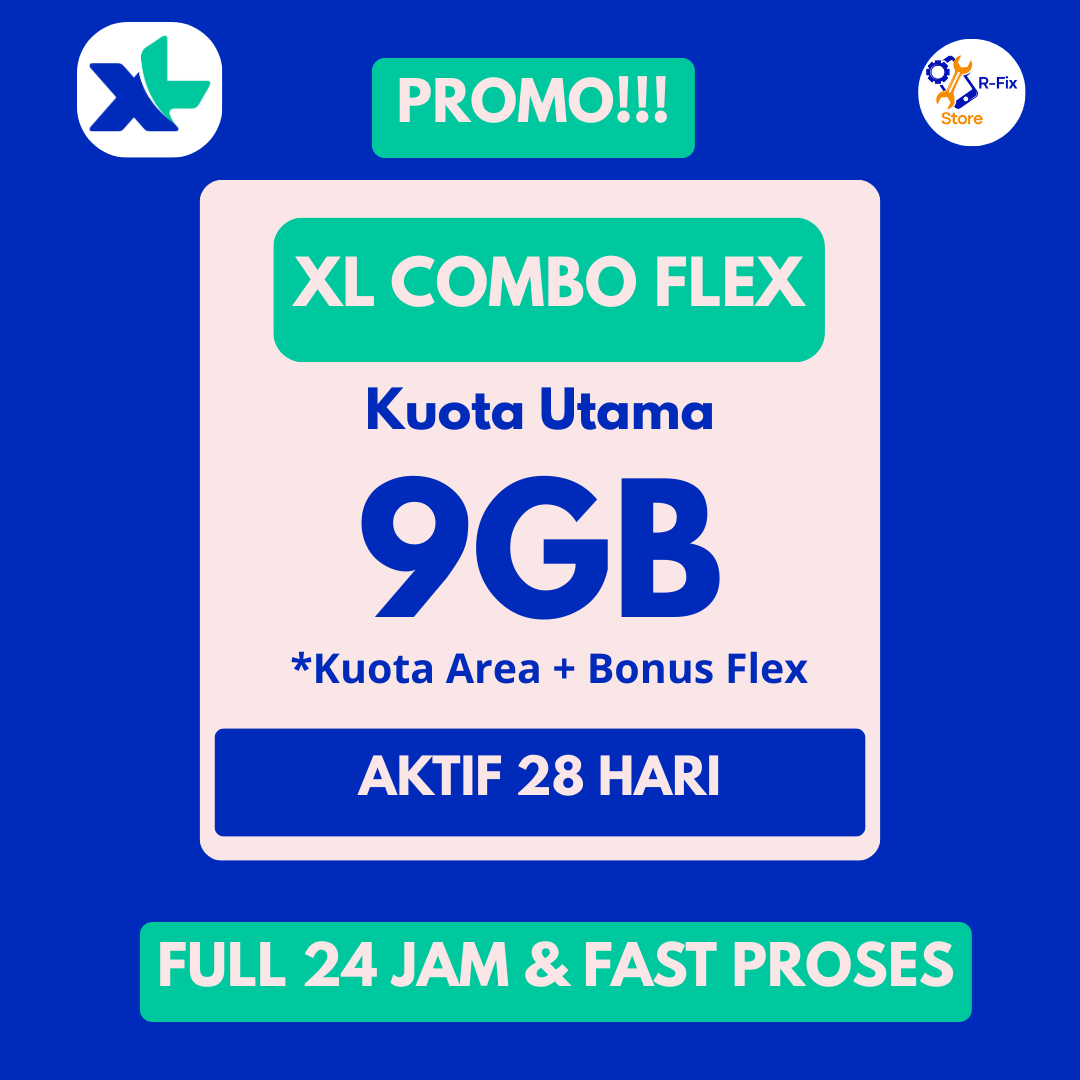 XL
PROMO!!!
R-Fix
Store
XL COMBO FLEX
Kuota Utama
9GB
*Kuota Area + Bonus Flex
AKTIF 28 HARI
FULL 24 JAM & FAST PROSES